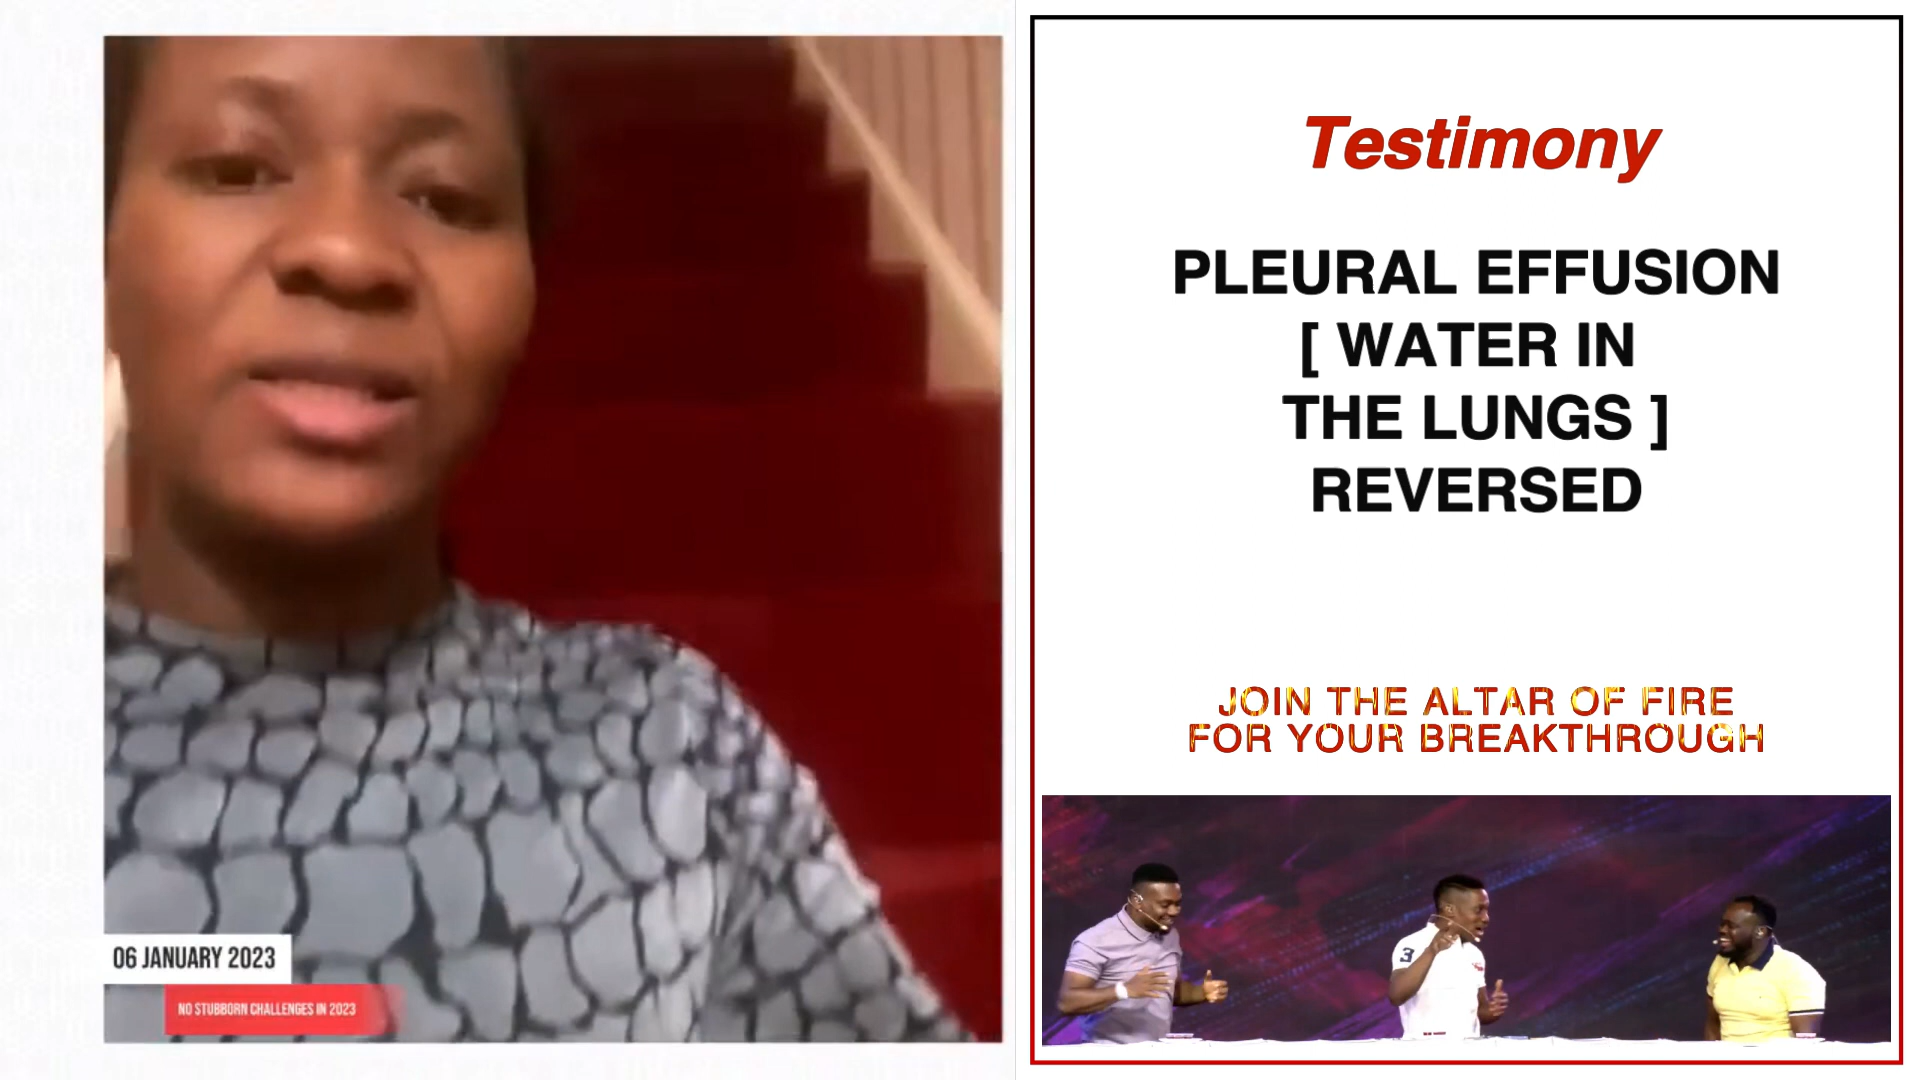 06 JANUARY 2023
NO STUBBORN CHALLENGES IN 2023
Testimony
PLEURAL EFFUSION
[ WATER IN
THE LUNGS ]
REVERSED
JOIN THE ALTAR OF FIRE
FOR YOUR BREAKTHROUGH
3